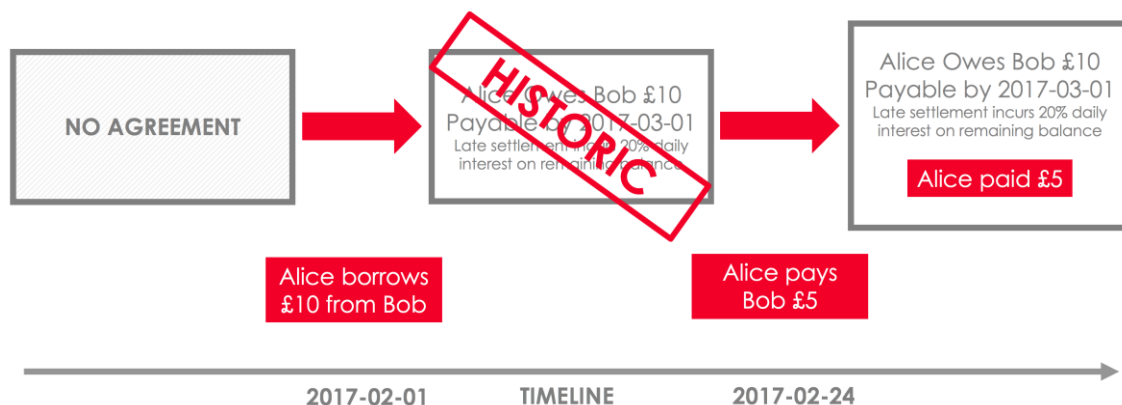 NO AGREEMENT
Alice Owes Bob £10
Payable by 2017-03-01
Late settlement incurs 20% daily
interest on remaining balance
HISTORIC
Alice Owes Bob £10
Payable by 2017-03-01
Late settlement incurs 20% daily
interest on remaining balance
Alice paid £5
Alice borrows
£10 from Bob
Alice pays
Bob £5
2017-02-01
TIMELINE
2017-02-24